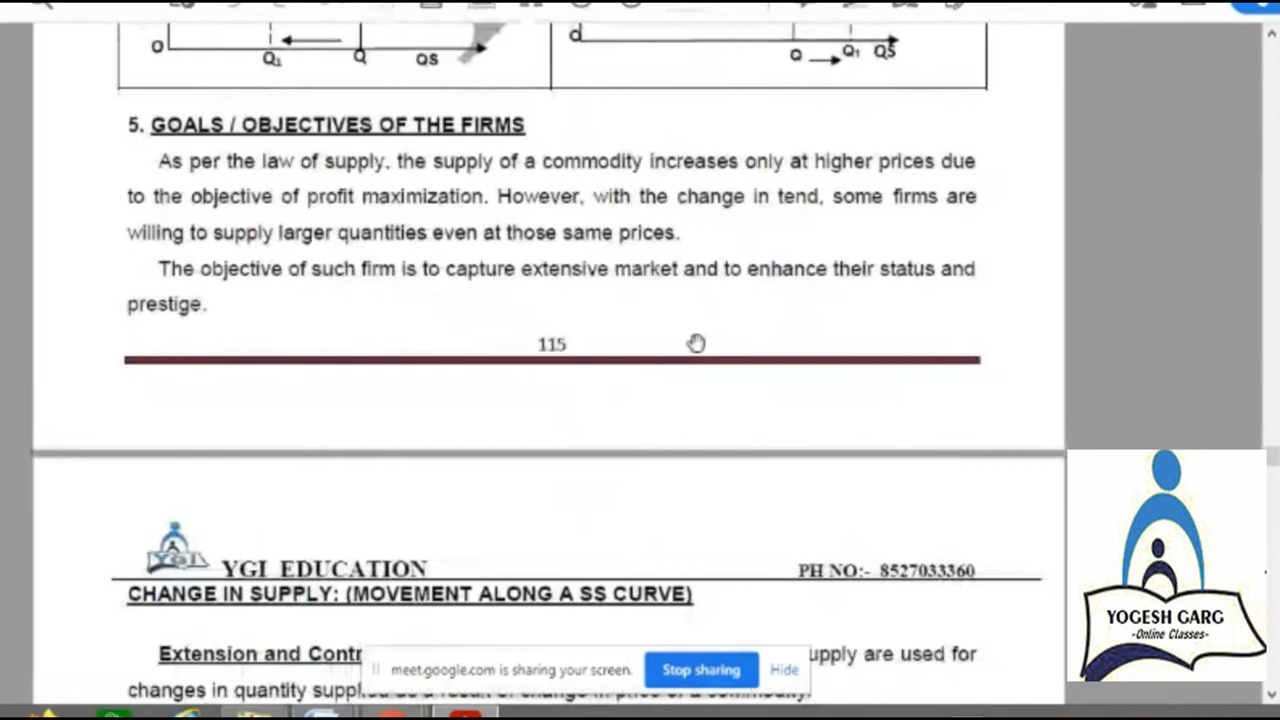 O Q1 Q QS
O Q Q1 QS
5. GOALS / OBJECTIVES OF THE FIRMS
As per the law of supply, the supply of a commodity increases only at higher prices due
to the objective of profit maximization. However, with the change in tend, some firms are
willing to supply larger quantities even at those same prices.
The objective of such firm is to capture extensive market and to enhance their status and
prestige.
115
YGI
YGI EDUCATION
PH NO:- 8527033360
CHANGE IN SUPPLY: (MOVEMENT ALONG A SS CURVE)
Extension and Contr
upply are used for
changes in quantity suppl
meet.google.com is sharing your screen.
Stop sharing
Hide
YOGESH GARG
-Online Classes-